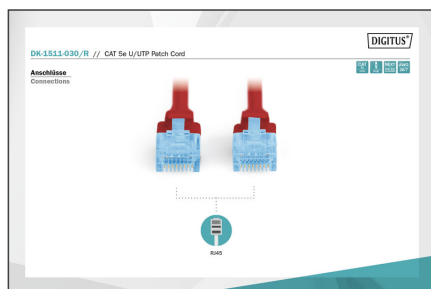 DIGITUS®
DK-1511-030/R // CAT 5e U/UTP Patch Cord
Anschlüsse
Connections
RJ45